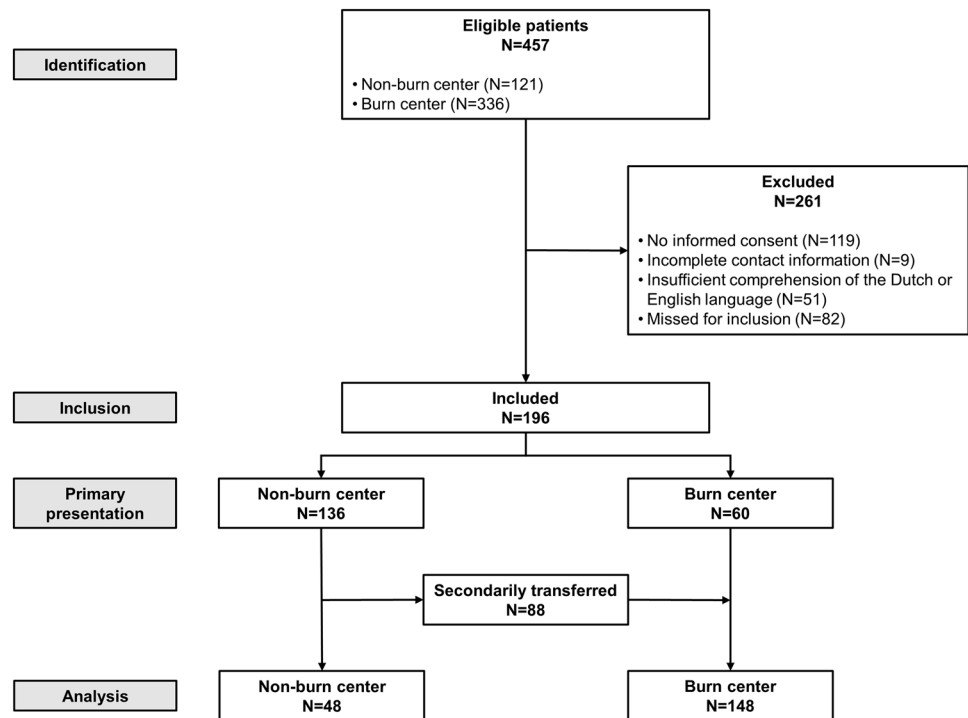 Identification
Eligible patients
N=457
• Non-burn center (N=121)
• Burn center (N=336)
Excluded
N=261
• No informed consent (N=119)
• Incomplete contact information (N=9)
• Insufficient comprehension of the Dutch or
English language (N=51)
• Missed for inclusion (N=82)
Inclusion
Included
N=196
Primary
presentation
Non-burn center
N=136
Burn center
N=60
Secondarily transferred
N=88
Analysis
Non-burn center
N=48
Burn center
N=148